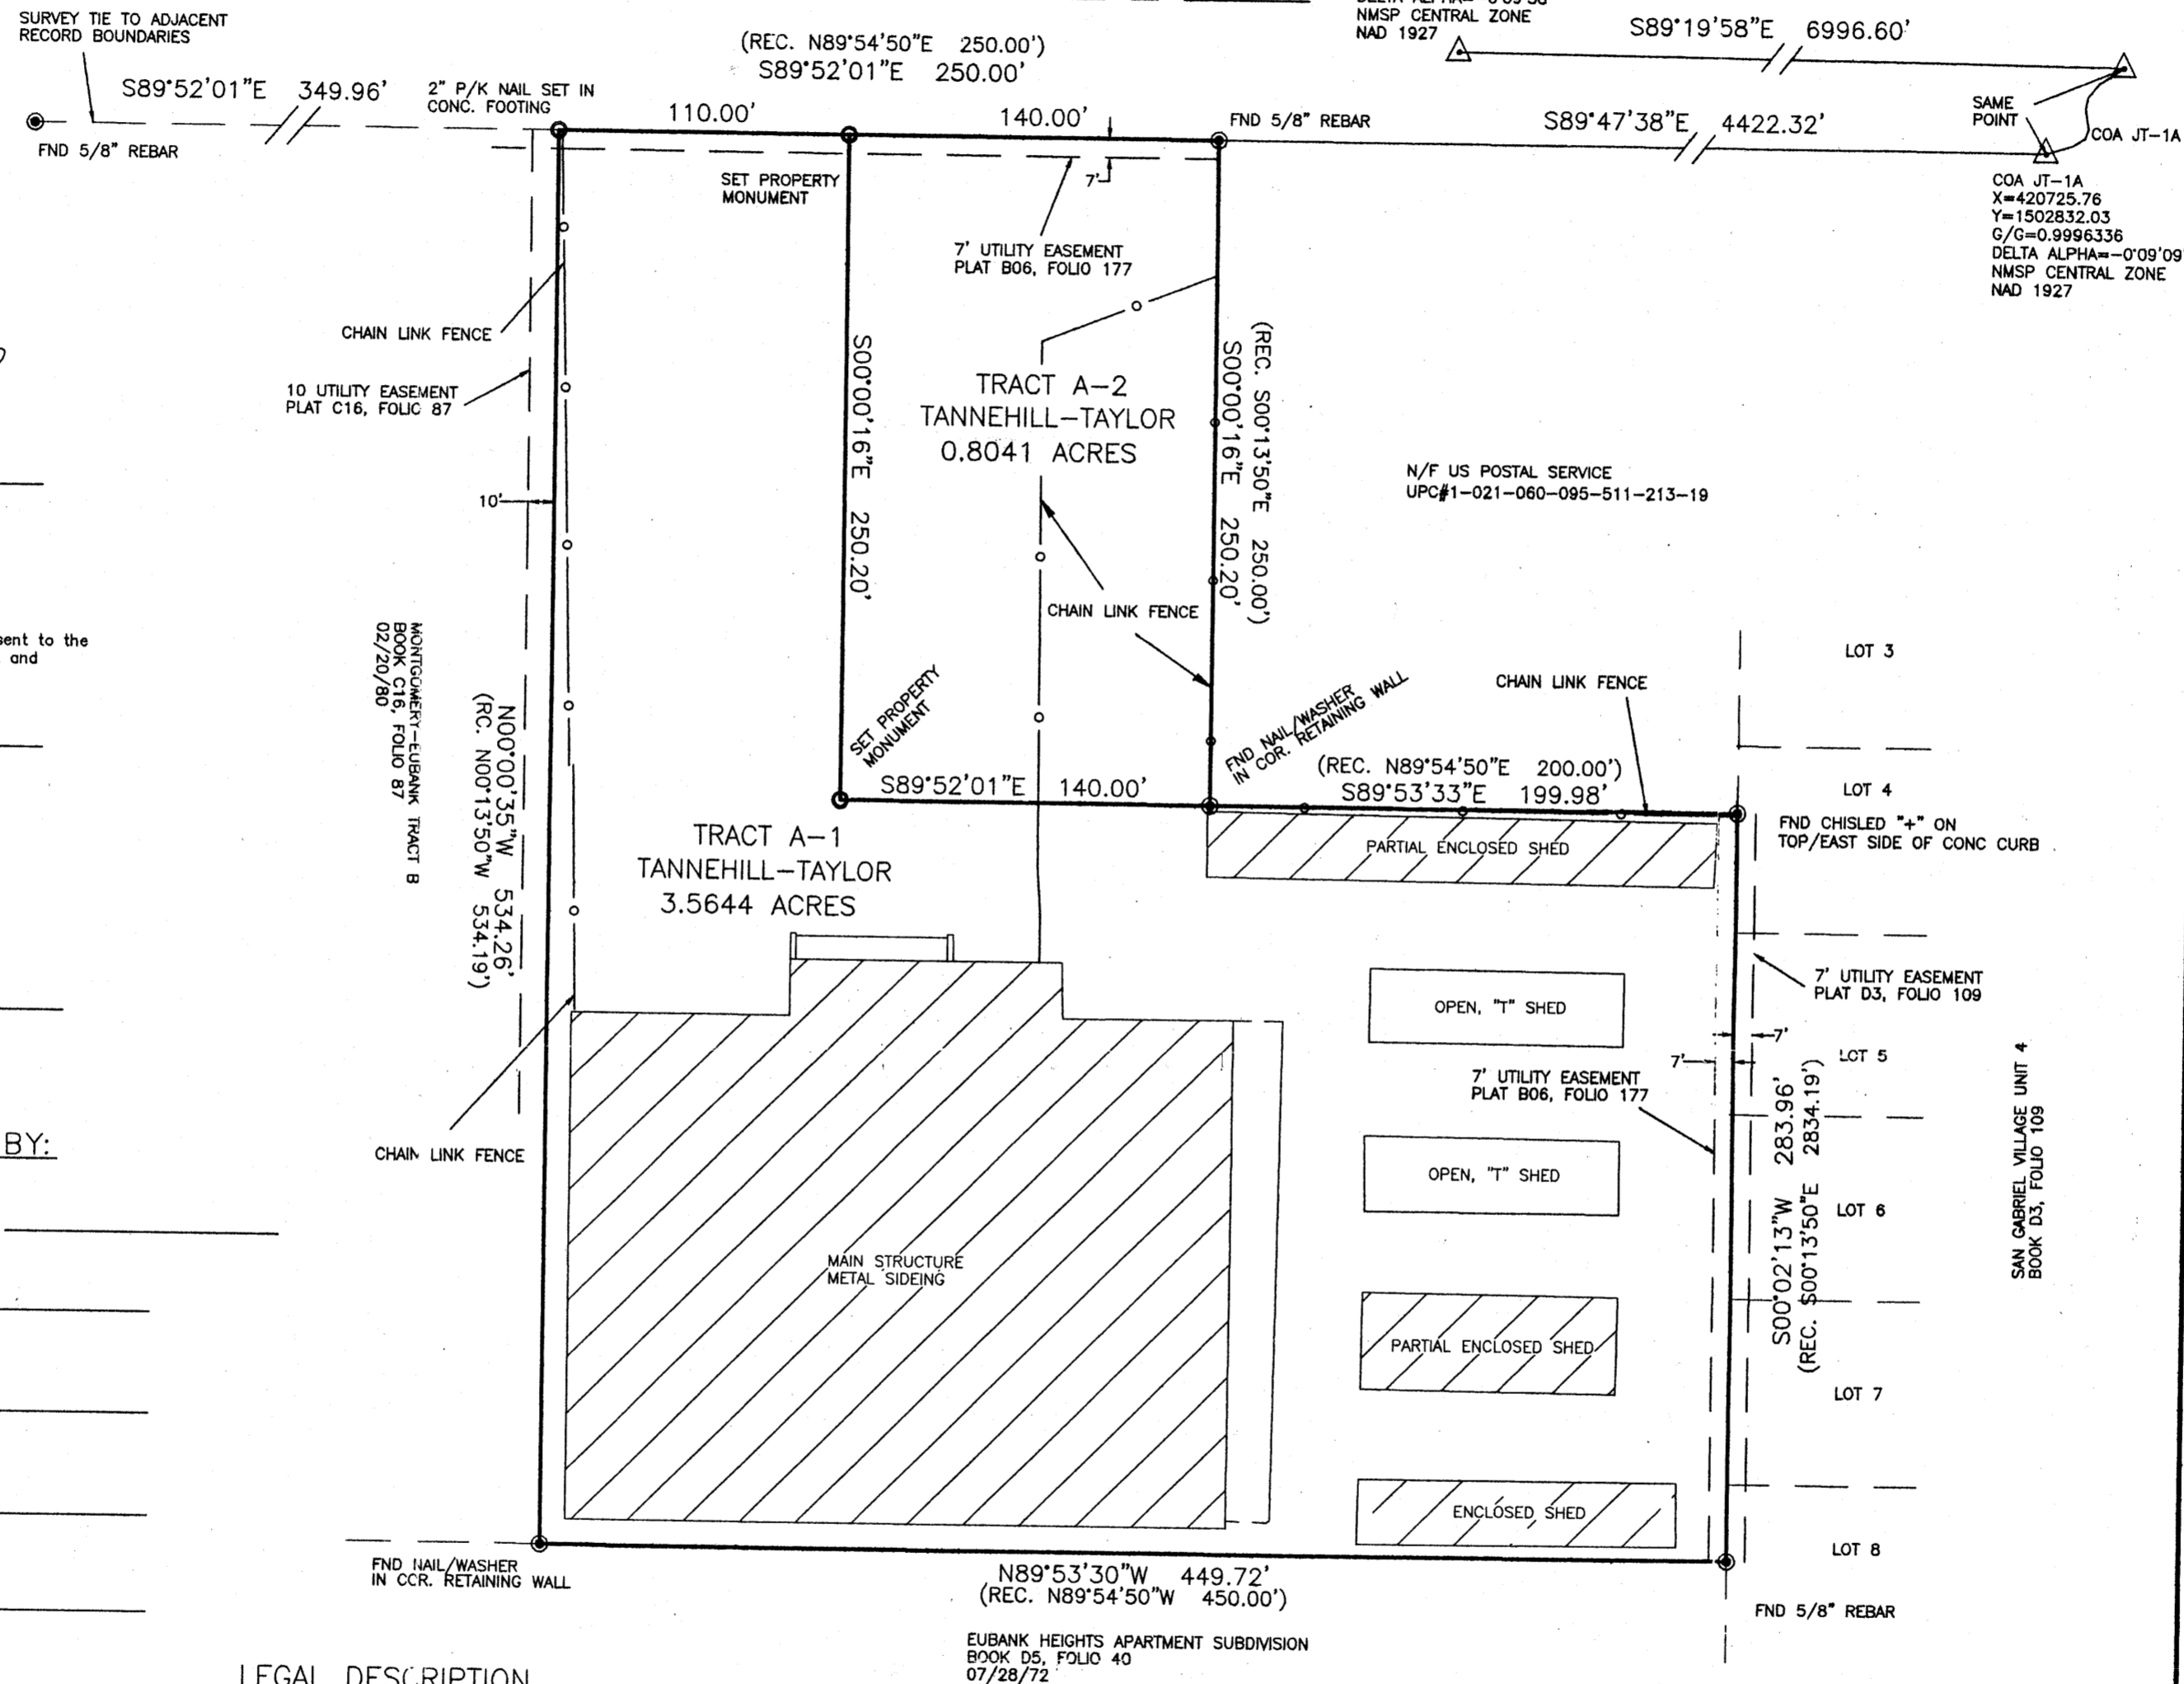 SURVEY TIE TO ADJACENT
RECORD BOUNDARIES
S89°52'01"E 349.96'
FND 5/8" REBAR
2" P/K NAIL SET IN
CONC. FOOTING
(REC. N89°54'50"E 250.00')
S89°52'01"E 250.00'
110.00'
140.00'
FND 5/8" REBAR
NMSP CENTRAL ZONE
NAD 1927
S89°19'58"E 6996.60'
S89°47'38"E 4422.32'
SAME
POINT
COA JT-1A
COA JT-1A
X=420725.76
Y=1502832.03
G/G=0.9996336
DELTA ALPHA=-0°09'09
NMSP CENTRAL ZONE
NAD 1927
SET PROPERTY
MONUMENT
7'
7' UTILITY EASEMENT
PLAT B06, FOLIO 177
CHAIN LINK FENCE
10 UTILITY EASEMENT
PLAT C16, FOLIC 87
10'
S00°00'16"E 250.20'
TRACT A-2
TANNEHILL-TAYLOR
0.8041 ACRES
(REC. S00°13'50"E 250.00')
S00°00'16"E 250.20'
N/F US POSTAL SERVICE
UPC#1-021-060-095-511-213-19
CHAIN LINK FENCE
sent to the
and
MONTGOMERY-EUBANK TRACT B
BOOK C16, FOLIO 87
02/20/80
N00°00'35"W 534.26'
(RC. N00°13'50"W 534.19')
SET PROPERTY
MONUMENT
S89°52'01"E 140.00'
FND NAIL/WASHER
IN COR. RETAINING WALL
CHAIN LINK FENCE
(REC. N89°54'50"E 200.00')
S89°53'33"E 199.98'
LOT 3
LOT 4
FND CHISLED "+" ON
TOP/EAST SIDE OF CONC CURB
TRACT A-1
TANNEHILL-TAYLOR
3.5644 ACRES
PARTIAL ENCLOSED SHED
OPEN, "T" SHED
7' UTILITY EASEMENT
PLAT D3, FOLIO 109
7'
7'
LOT 5
7' UTILITY EASEMENT
PLAT B06, FOLIO 177
OPEN, "T" SHED
S00°02'13"W 283.96'
(REC. S00°13'50"E 2834.19')
LOT 6
SAN GABRIEL VILLAGE UNIT 4
BOOK D3, FOLIO 109
BY:
CHAIN LINK FENCE
MAIN STRUCTURE
METAL SIDEING
PARTIAL ENCLOSED SHED
LOT 7
ENCLOSED SHED
LOT 8
FND NAIL/WASHER
IN CCR. RETAINING WALL
N89°53'30"W 449.72'
(REC. N89°54'50"W 450.00')
FND 5/8" REBAR
EUBANK HEIGHTS APARTMENT SUBDIVISION
BOOK D5, FOLIO 40
07/28/72
LEGAL DESCRIPTION